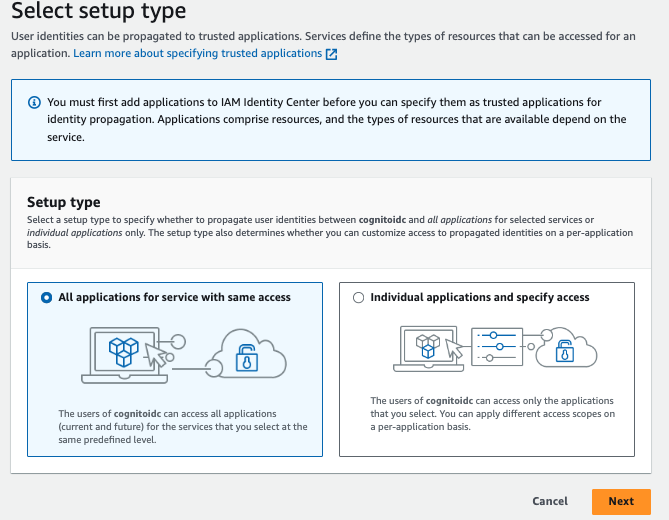 Select setup type
User identities can be propagated to trusted applications. Services define the types of resources that can be accessed for an
application. Learn more about specifying trusted applications
You must first add applications to IAM Identity Center before you can specify them as trusted applications for
identity propagation. Applications comprise resources, and the types of resources that are available depend on the
service.
Setup type
Select a setup type to specify whether to propagate user identities between cognitoidc and all applications for selected services or
individual applications only. The setup type also determines whether you can customize access to propagated identities on a per-application
basis.
All applications for service with same access
The users of cognitoidc can access all applications
(current and future) for the services that you select at the
same predefined level.
Individual applications and specify access
The users of cognitoidc can access only the applications
that you select. You can apply different access scopes on
a per-application basis.
Cancel
Next